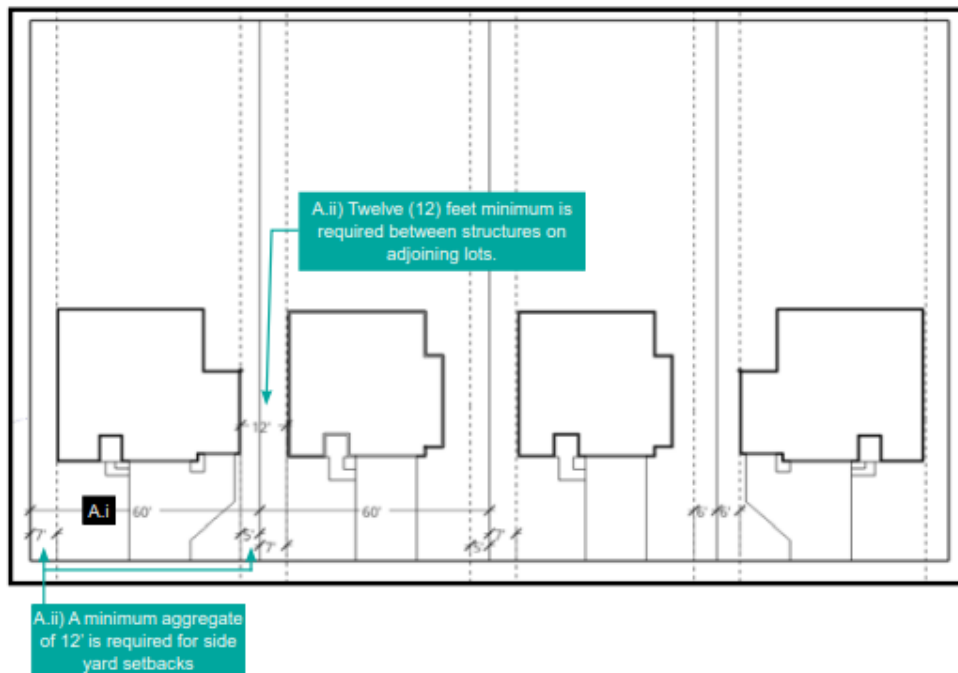 A.ii) Twelve (12) feet minimum is
required between structures on
adjoining lots.
12'
A.i
60'
60'
6'
6'
7'
5'
7'
5'
7'
A.ii) A minimum aggregate
of 12' is required for side
yard setbacks